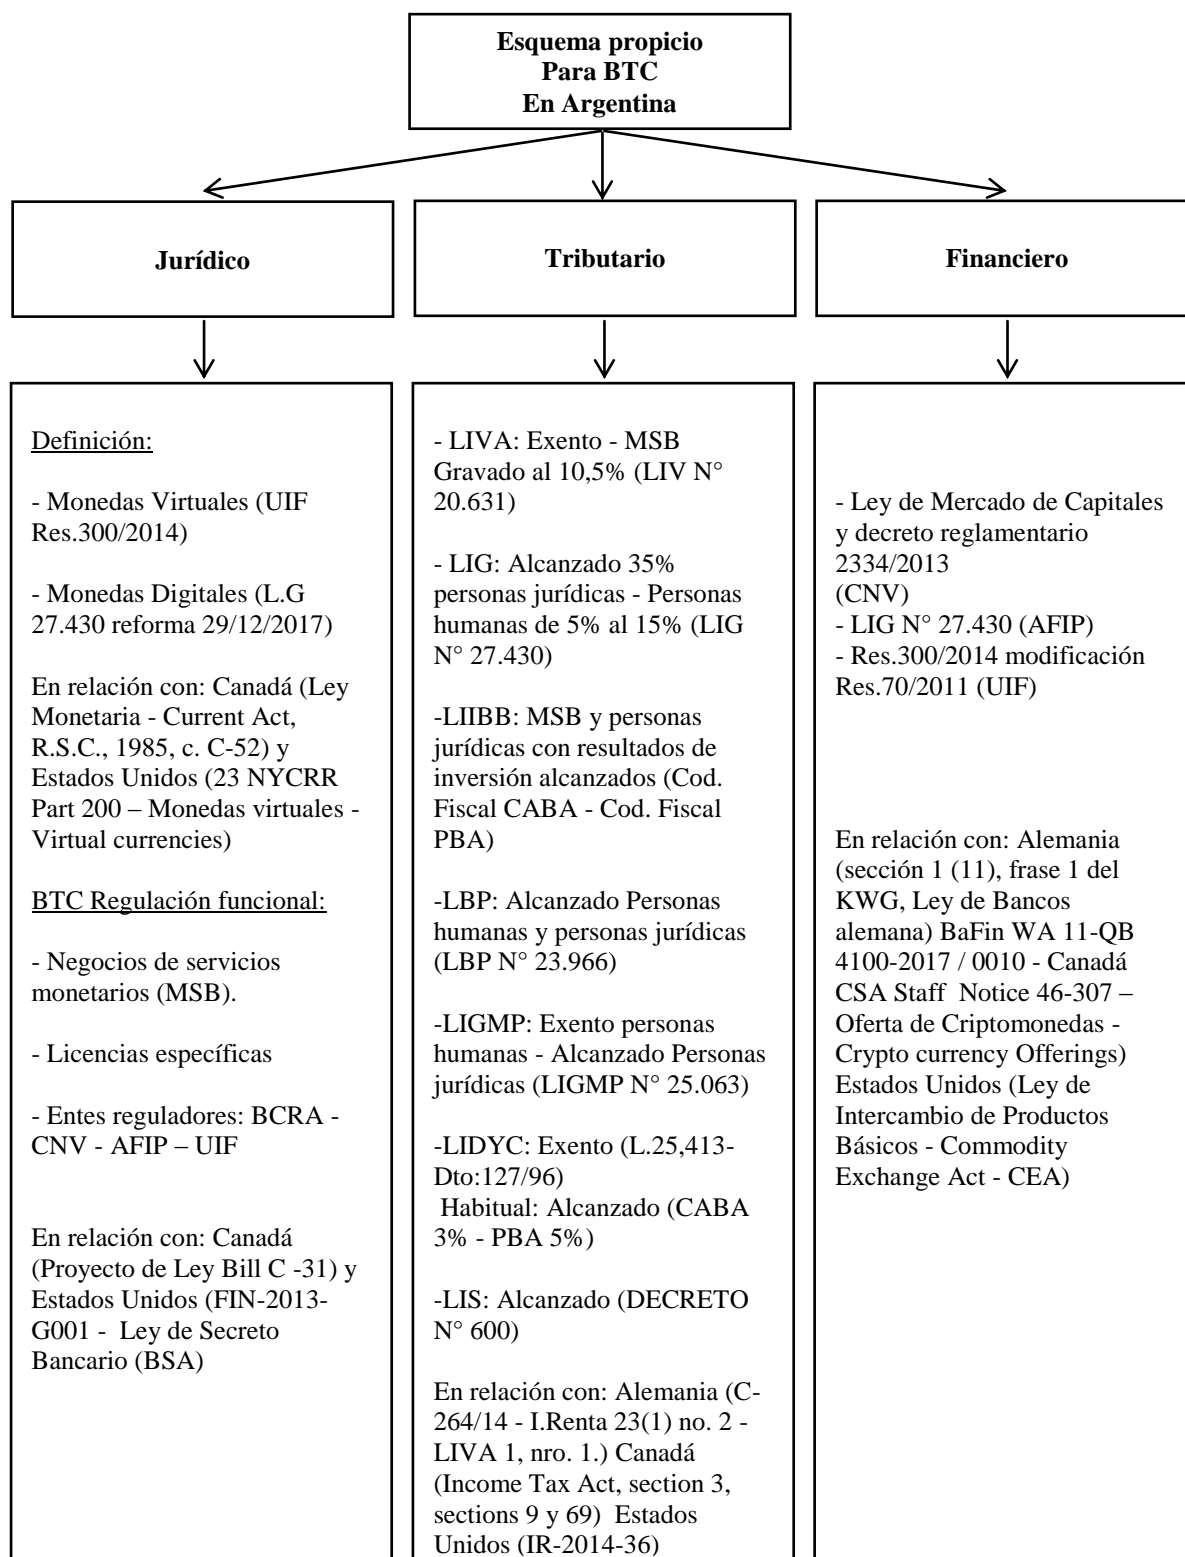 Esquema propicio
Para BTC
En Argentina
Jurídico
Tributario
Financiero
Definición:
- Monedas Virtuales (UIF
Res.300/2014)
- Monedas Digitales (L.G
27.430 reforma 29/12/2017)
En relación con: Canadá (Ley
Monetaria - Current Act,
R.S.C., 1985, c. C-52) y
Estados Unidos (23 NYCRR
Part 200 – Monedas virtuales -
Virtual currencies)
BTC Regulación funcional:
- Negocios de servicios
monetarios (MSB).
- Licencias específicas
- Entes reguladores: BCRA -
CNV - AFIP – UIF
En relación con: Canadá
(Proyecto de Ley Bill C -31) y
Estados Unidos (FIN-2013-
G001 - Ley de Secreto
Bancario (BSA)
- LIVA: Exento - MSB
Gravado al 10,5% (LIV N°
20.631)
- LIG: Alcanzado 35%
personas jurídicas - Personas
humanas de 5% al 15% (LIG
N° 27.430)
-LIIBB: MSB y personas
jurídicas con resultados de
inversión alcanzados (Cod.
Fiscal CABA - Cod. Fiscal
PBA)
-LBP: Alcanzado Personas
humanas y personas jurídicas
(LBP N° 23.966)
-LIGMP: Exento personas
humanas - Alcanzado Personas
jurídicas (LIGMP N° 25.063)
-LIDYC: Exento (L.25,413-
Dto:127/96)
Habitual: Alcanzado (CABA
3% - PBA 5%)
-LIS: Alcanzado (DECRETO
N° 600)
En relación con: Alemania (C-
264/14 - I.Renta 23(1) no. 2 -
LIVA 1, nro. 1.) Canadá
(Income Tax Act, section 3,
sections 9 y 69) Estados
Unidos (IR-2014-36)
- Ley de Mercado de Capitales
y decreto reglamentario
2334/2013
(CNV)
- LIG N° 27.430 (AFIP)
- Res.300/2014 modificación
Res.70/2011 (UIF)
En relación con: Alemania
(sección 1 (11), frase 1 del
KWG, Ley de Bancos
alemana) BaFin WA 11-QB
4100-2017 / 0010 - Canadá
CSA Staff Notice 46-307 –
Oferta de Criptomonedas -
Crypto currency Offerings)
Estados Unidos (Ley de
Intercambio de Productos
Básicos - Commodity
Exchange Act - CEA)